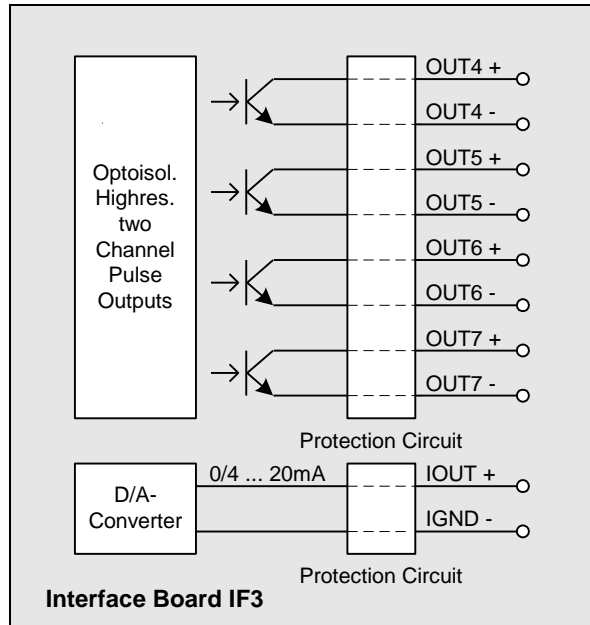 OUT4 +
OUT4 -
OUT5 +
OUT5 -
OUT6 +
OUT6 -
OUT7 +
OUT7 -
Optoisol.
Highres.
two
Channel
Pulse
Outputs
Protection Circuit
D/A-
Converter
0/4 ... 20mA
IOUT +
IGND -
Protection Circuit
Interface Board IF3